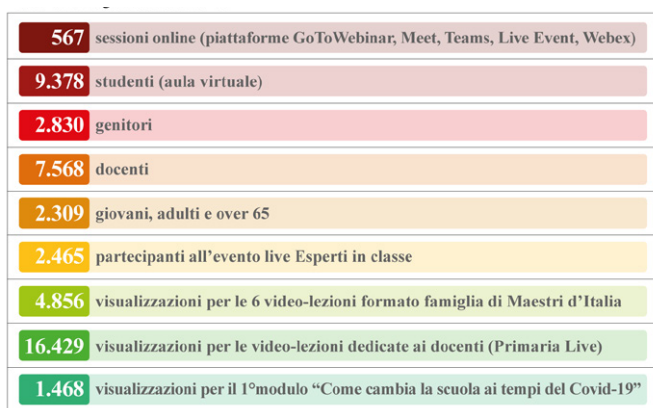 567 sessioni online (piattaforme GoToWebinar, Meet, Teams, Live Event, Webex)
9.378 studenti (aula virtuale)
2.830 genitori
7.568 docenti
2.309 giovani, adulti e over 65
2.465 partecipanti all'evento live Esperti in classe
4.856 visualizzazioni per le 6 video-lezioni formato famiglia di Maestri d'Italia
16.429 visualizzazioni per le video-lezioni dedicate ai docenti (Primaria Live)
1.468 visualizzazioni per il 1°modulo “Come cambia la scuola ai tempi del Covid-19”